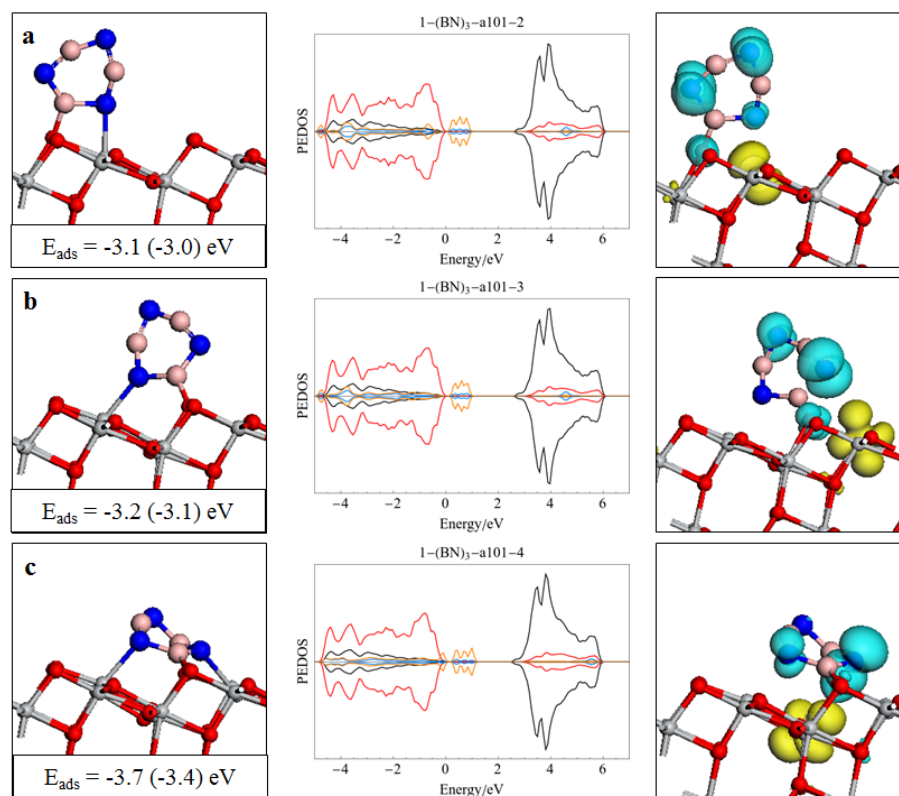 a
E_ads = -3.1 (-3.0) eV
1-(BN)₃-a101-2
PEDOS
-4 -2 0 2 4 6
Energy/eV
b
E_ads = -3.2 (-3.1) eV
1-(BN)₃-a101-3
PEDOS
-4 -2 0 2 4 6
Energy/eV
c
E_ads = -3.7 (-3.4) eV
1-(BN)₃-a101-4
PEDOS
-4 -2 0 2 4 6
Energy/eV